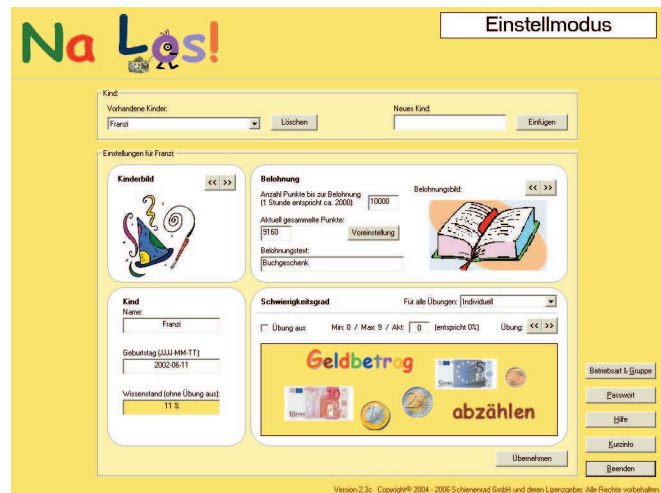 Na Los!
Einstellmodus
Kind:
Vorhandene Kinder:
Neues Kind:
Franzi
Löschen
Einfügen
Einstellungen für Franzi:
Kinderbild
<< >>
Belohnung
Anzahl Punkte bis zur Belohnung
(1 Stunde entspricht ca. 2000):
10000
Belohnungsbild:
<< >>
Aktuell gesammelte Punkte:
9160
Voreinstellung
Belohnungstext:
Buchgeschenk
Kind
Name:
Franzi
Geburtstag (JJJJ-MM-TT):
2002-06-11
Wissenstand (ohne Übung aus):
11 %
Schwierigkeitsgrad
Für alle Übungen:
Individuell
Übung aus
Min: 0 / Max: 9 / Akt:
0
(entspricht 0%)
Übung:
<< >>
Geldbetrag
abzählen
Übernehmen
Betriebsart & Gruppe
Passwort
Hilfe
Kurzinfo
Beenden
Version 2.3c Copyright® 2004 - 2006 Schienenrad GmbH und deren Lizenzgeber. Alle Rechte vorbehalten